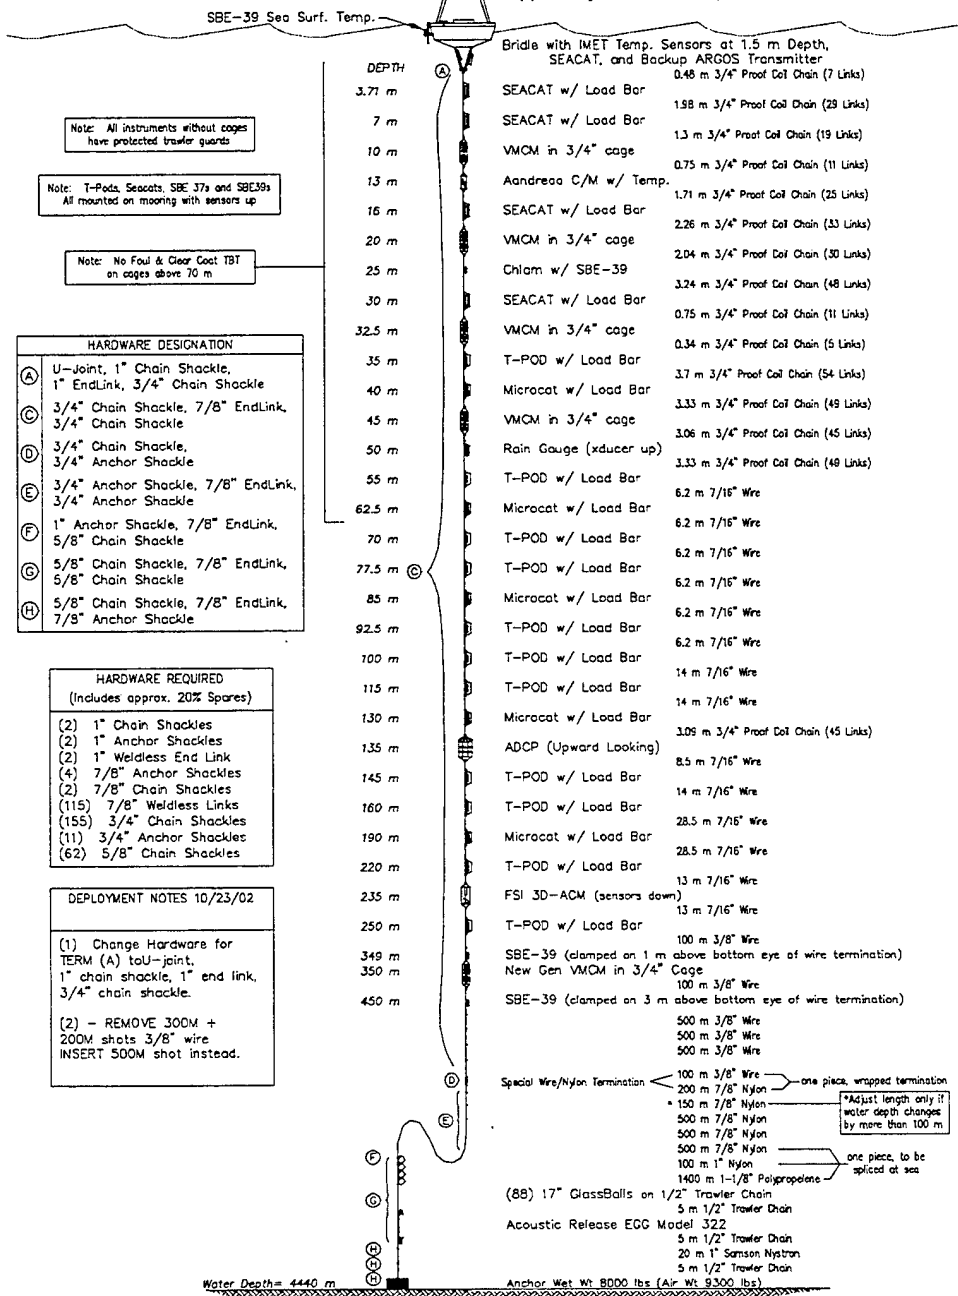 SBE-39 Sea Surf. Temp.
Bridle with IMET Temp. Sensors at 1.5 m Depth,
SEACAT, and Backup ARGOS Transmitter
DEPTH
A
0.48 m 3/4" Proof Coil Chain (7 Links)
3.71 m SEACAT w/ Load Bar
1.98 m 3/4" Proof Coil Chain (29 Links)
7 m SEACAT w/ Load Bar
1.3 m 3/4" Proof Coil Chain (19 Links)
10 m VMCM in 3/4" cage
0.75 m 3/4" Proof Coil Chain (11 Links)
13 m Aandreaa C/M w/ Temp.
1.71 m 3/4" Proof Coil Chain (25 Links)
16 m SEACAT w/ Load Bar
2.26 m 3/4" Proof Coil Chain (33 Links)
20 m VMCM in 3/4" cage
2.04 m 3/4" Proof Coil Chain (30 Links)
25 m Chlam w/ SBE-39
3.24 m 3/4" Proof Coil Chain (48 Links)
30 m SEACAT w/ Load Bar
0.75 m 3/4" Proof Coil Chain (11 Links)
32.5 m VMCM in 3/4" cage
0.34 m 3/4" Proof Coil Chain (5 Links)
35 m T-POD w/ Load Bar
3.7 m 3/4" Proof Coil Chain (54 Links)
40 m Microcat w/ Load Bar
3.33 m 3/4" Proof Coil Chain (49 Links)
45 m VMCM in 3/4" cage
3.06 m 3/4" Proof Coil Chain (45 Links)
50 m Rain Gauge (xducer up)
3.33 m 3/4" Proof Coil Chain (49 Links)
55 m T-POD w/ Load Bar
6.2 m 7/16" Wire
62.5 m Microcat w/ Load Bar
6.2 m 7/16" Wire
70 m T-POD w/ Load Bar
6.2 m 7/16" Wire
77.5 m C T-POD w/ Load Bar
6.2 m 7/16" Wire
85 m Microcat w/ Load Bar
6.2 m 7/16" Wire
92.5 m T-POD w/ Load Bar
6.2 m 7/16" Wire
100 m T-POD w/ Load Bar
14 m 7/16" Wire
115 m T-POD w/ Load Bar
14 m 7/16" Wire
130 m Microcat w/ Load Bar
3.09 m 3/4" Proof Coil Chain (45 Links)
135 m ADCP (Upward Looking)
8.5 m 7/16" Wire
145 m T-POD w/ Load Bar
14 m 7/16" Wire
160 m T-POD w/ Load Bar
28.5 m 7/16" Wire
190 m Microcat w/ Load Bar
28.5 m 7/16" Wire
220 m T-POD w/ Load Bar
13 m 7/16" Wire
235 m FSI 3D-ACM (sensors down)
13 m 7/16" Wire
250 m T-POD w/ Load Bar
100 m 3/8" Wire
349 m SBE-39 (clamped on 1 m above bottom eye of wire termination)
350 m New Gen VMCM in 3/4" Cage
100 m 3/8" Wire
450 m SBE-39 (clamped on 3 m above bottom eye of wire termination)
500 m 3/8" Wire
500 m 3/8" Wire
500 m 3/8" Wire
D
Special Wire/Nylon Termination
100 m 3/8" Wire
200 m 7/8" Nylon
one piece, wrapped termination
* 150 m 7/8" Nylon
*Adjust length only if
water depth changes
by more than 100 m
E
500 m 7/8" Nylon
500 m 7/8" Nylon
500 m 7/8" Nylon
100 m 1" Nylon
1400 m 1-1/8" Polypropelene
one piece, to be
spliced at sea
F
(88) 17" GlassBalls on 1/2" Trawler Chain
G
5 m 1/2" Trawler Chain
Acoustic Release EGG Model 322
5 m 1/2" Trawler Chain
H
20 m 1" Samson Nystron
H
5 m 1/2" Trawler Chain
H
Water Depth= 4440 m
Anchor Wet Wt 8000 lbs (Air Wt 9300 lbs)
Note: All instruments without cages
have protected trawler guards
Note: T-Pods, Seacats, SBE 37s and SBE39s
All mounted on mooring with sensors up
Note: No Foul & Clear Coat TBT
on cages above 70 m
HARDWARE DESIGNATION
A U-Joint, 1" Chain Shackle,
1" EndLink, 3/4" Chain Shackle
C 3/4" Chain Shackle, 7/8" EndLink,
3/4" Chain Shackle
D 3/4" Chain Shackle,
3/4" Anchor Shackle
E 3/4" Anchor Shackle, 7/8" EndLink,
3/4" Anchor Shackle
F 1" Anchor Shackle, 7/8" EndLink,
5/8" Chain Shackle
G 5/8" Chain Shackle, 7/8" EndLink,
5/8" Chain Shackle
H 5/8" Chain Shackle, 7/8" EndLink,
7/8" Anchor Shackle
HARDWARE REQUIRED
(Includes approx. 20% Spares)
(2) 1" Chain Shackles
(2) 1" Anchor Shackles
(2) 1" Weldless End Link
(4) 7/8" Anchor Shackles
(2) 7/8" Chain Shackles
(115) 7/8" Weldless Links
(155) 3/4" Chain Shackles
(11) 3/4" Anchor Shackles
(62) 5/8" Chain Shackles
DEPLOYMENT NOTES 10/23/02
(1) Change Hardware for
TERM (A) toU-joint,
1" chain shackle, 1" end link,
3/4" chain shackle.
(2) - REMOVE 300M +
200M shots 3/8" wire
INSERT 500M shot instead.